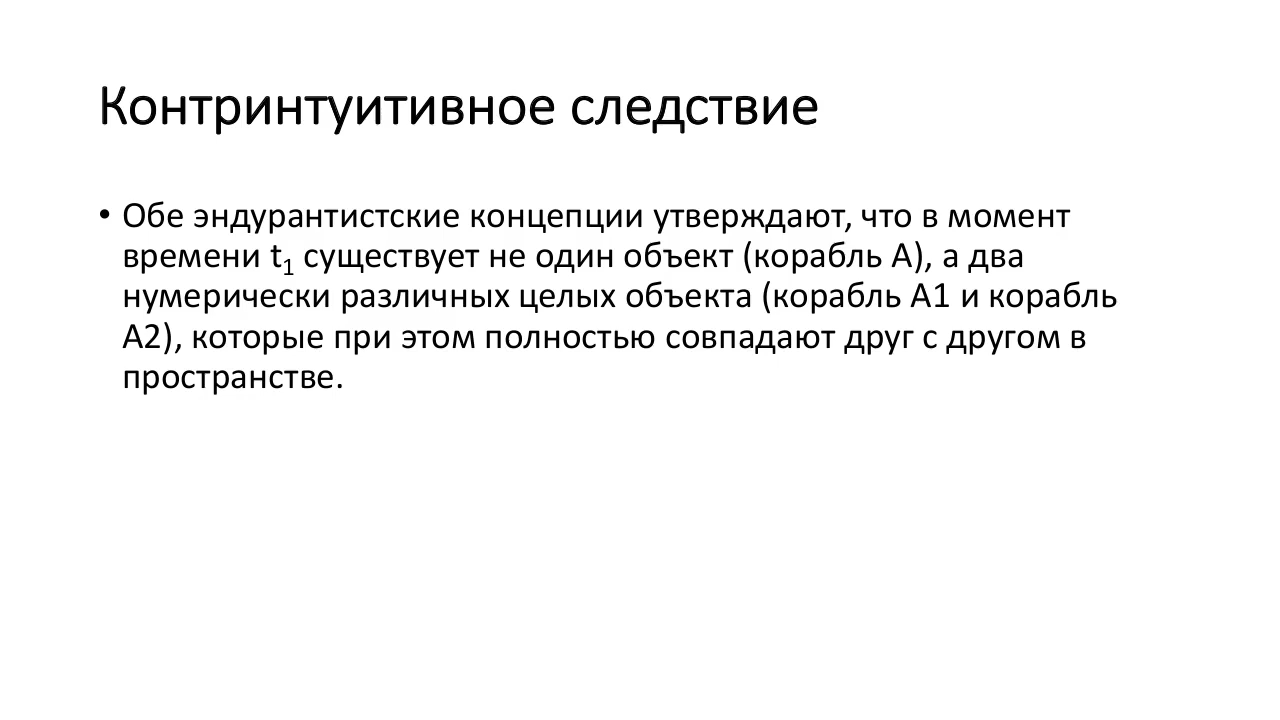 Контринтуитивное следствие
• Обе эндурантистские концепции утверждают, что в момент
времени t₁ существует не один объект (корабль А), а два
нумерически различных целых объекта (корабль А1 и корабль
А2), которые при этом полностью совпадают друг с другом в
пространстве.